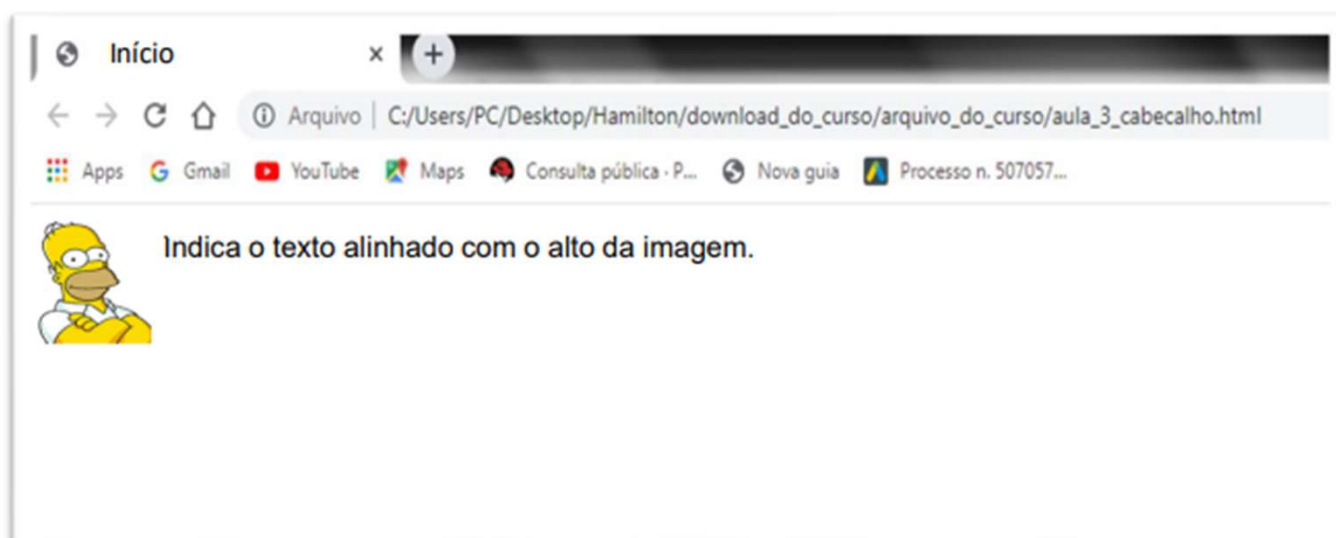 Início
Arquivo | C:/Users/PC/Desktop/Hamilton/download_do_curso/arquivo_do_curso/aula_3_cabecalho.html
Apps Gmail YouTube Maps Consulta pública · P... Nova guia Processo n. 507057...
Indica o texto alinhado com o alto da imagem.